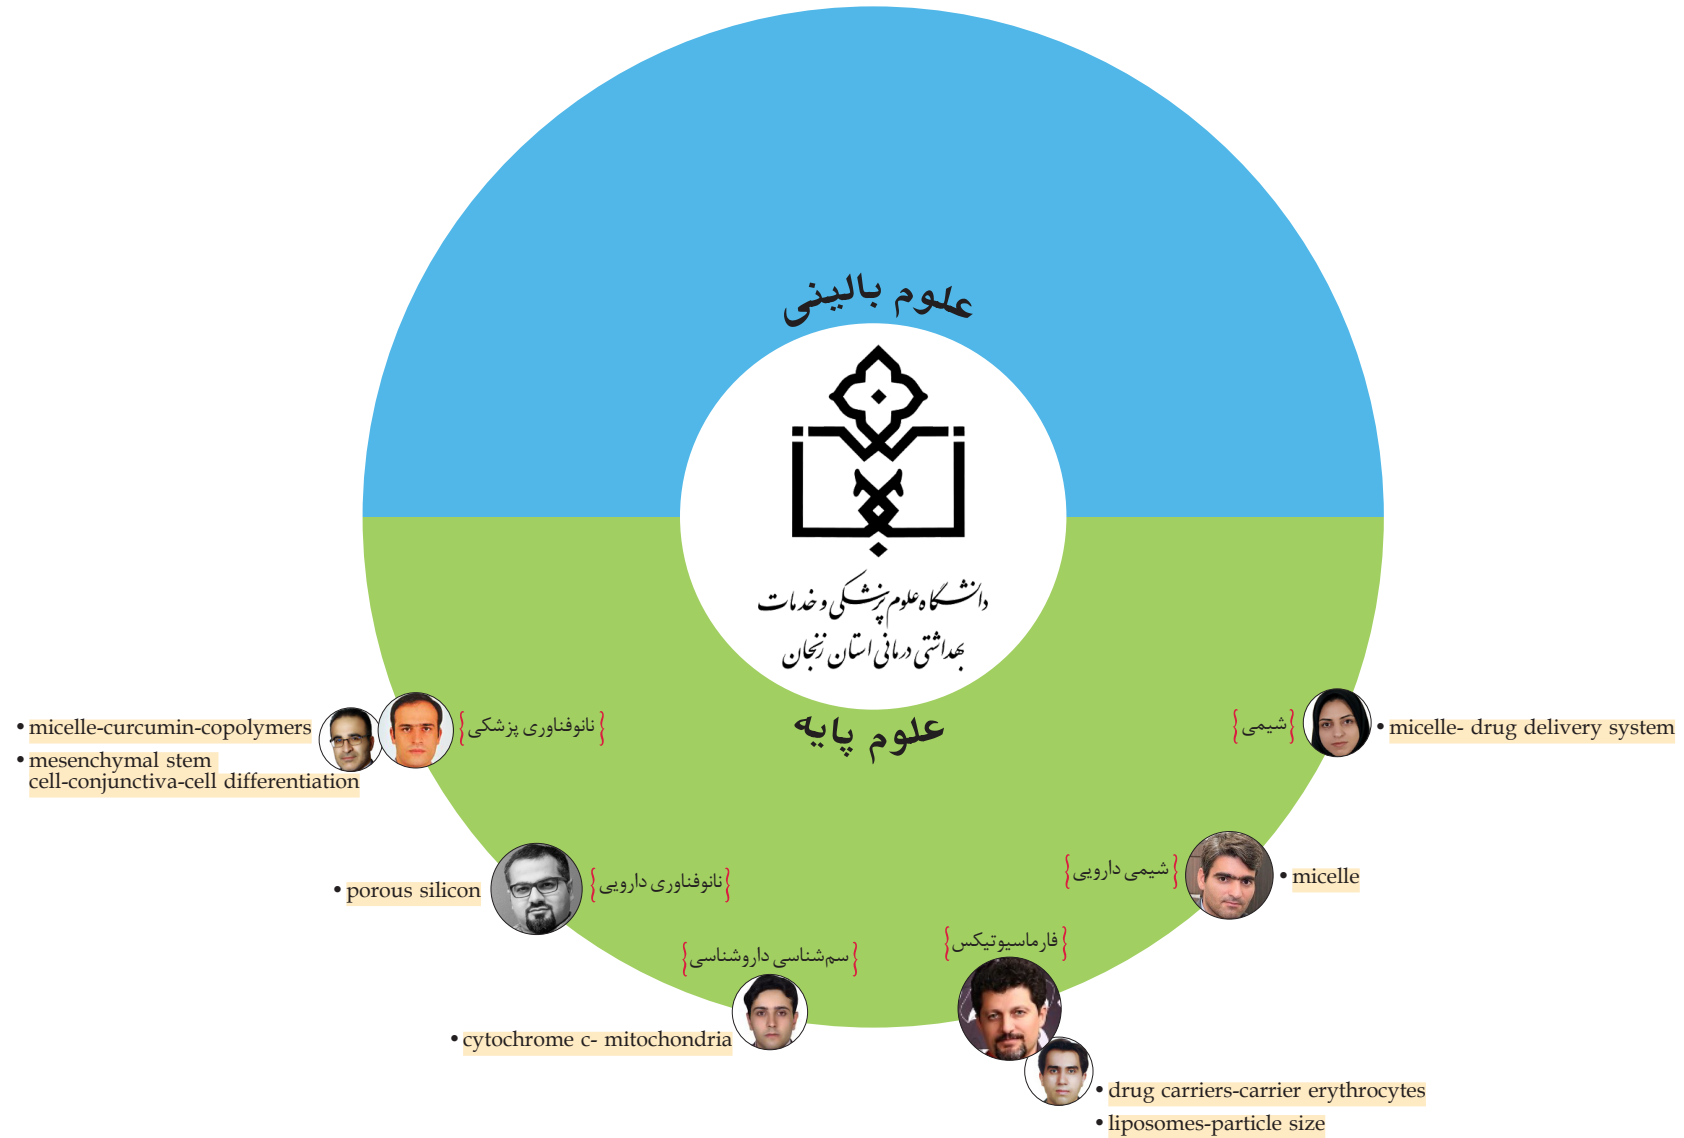 علوم بالینی
دانشگاه علوم پزشکی و خدمات
بهداشتی درمانی استان زنجان
علوم پایه
{نانوفناوری پزشکی}
• micelle-curcumin-copolymers
• mesenchymal stem
cell-conjunctiva-cell differentiation
{شیمی}
• micelle- drug delivery system
{نانوفناوری دارویی}
• porous silicon
{شیمی دارویی}
• micelle
{سم‌شناسی داروشناسی}
• cytochrome c- mitochondria
{فارماسیوتیکس}
• drug carriers-carrier erythrocytes
• liposomes-particle size